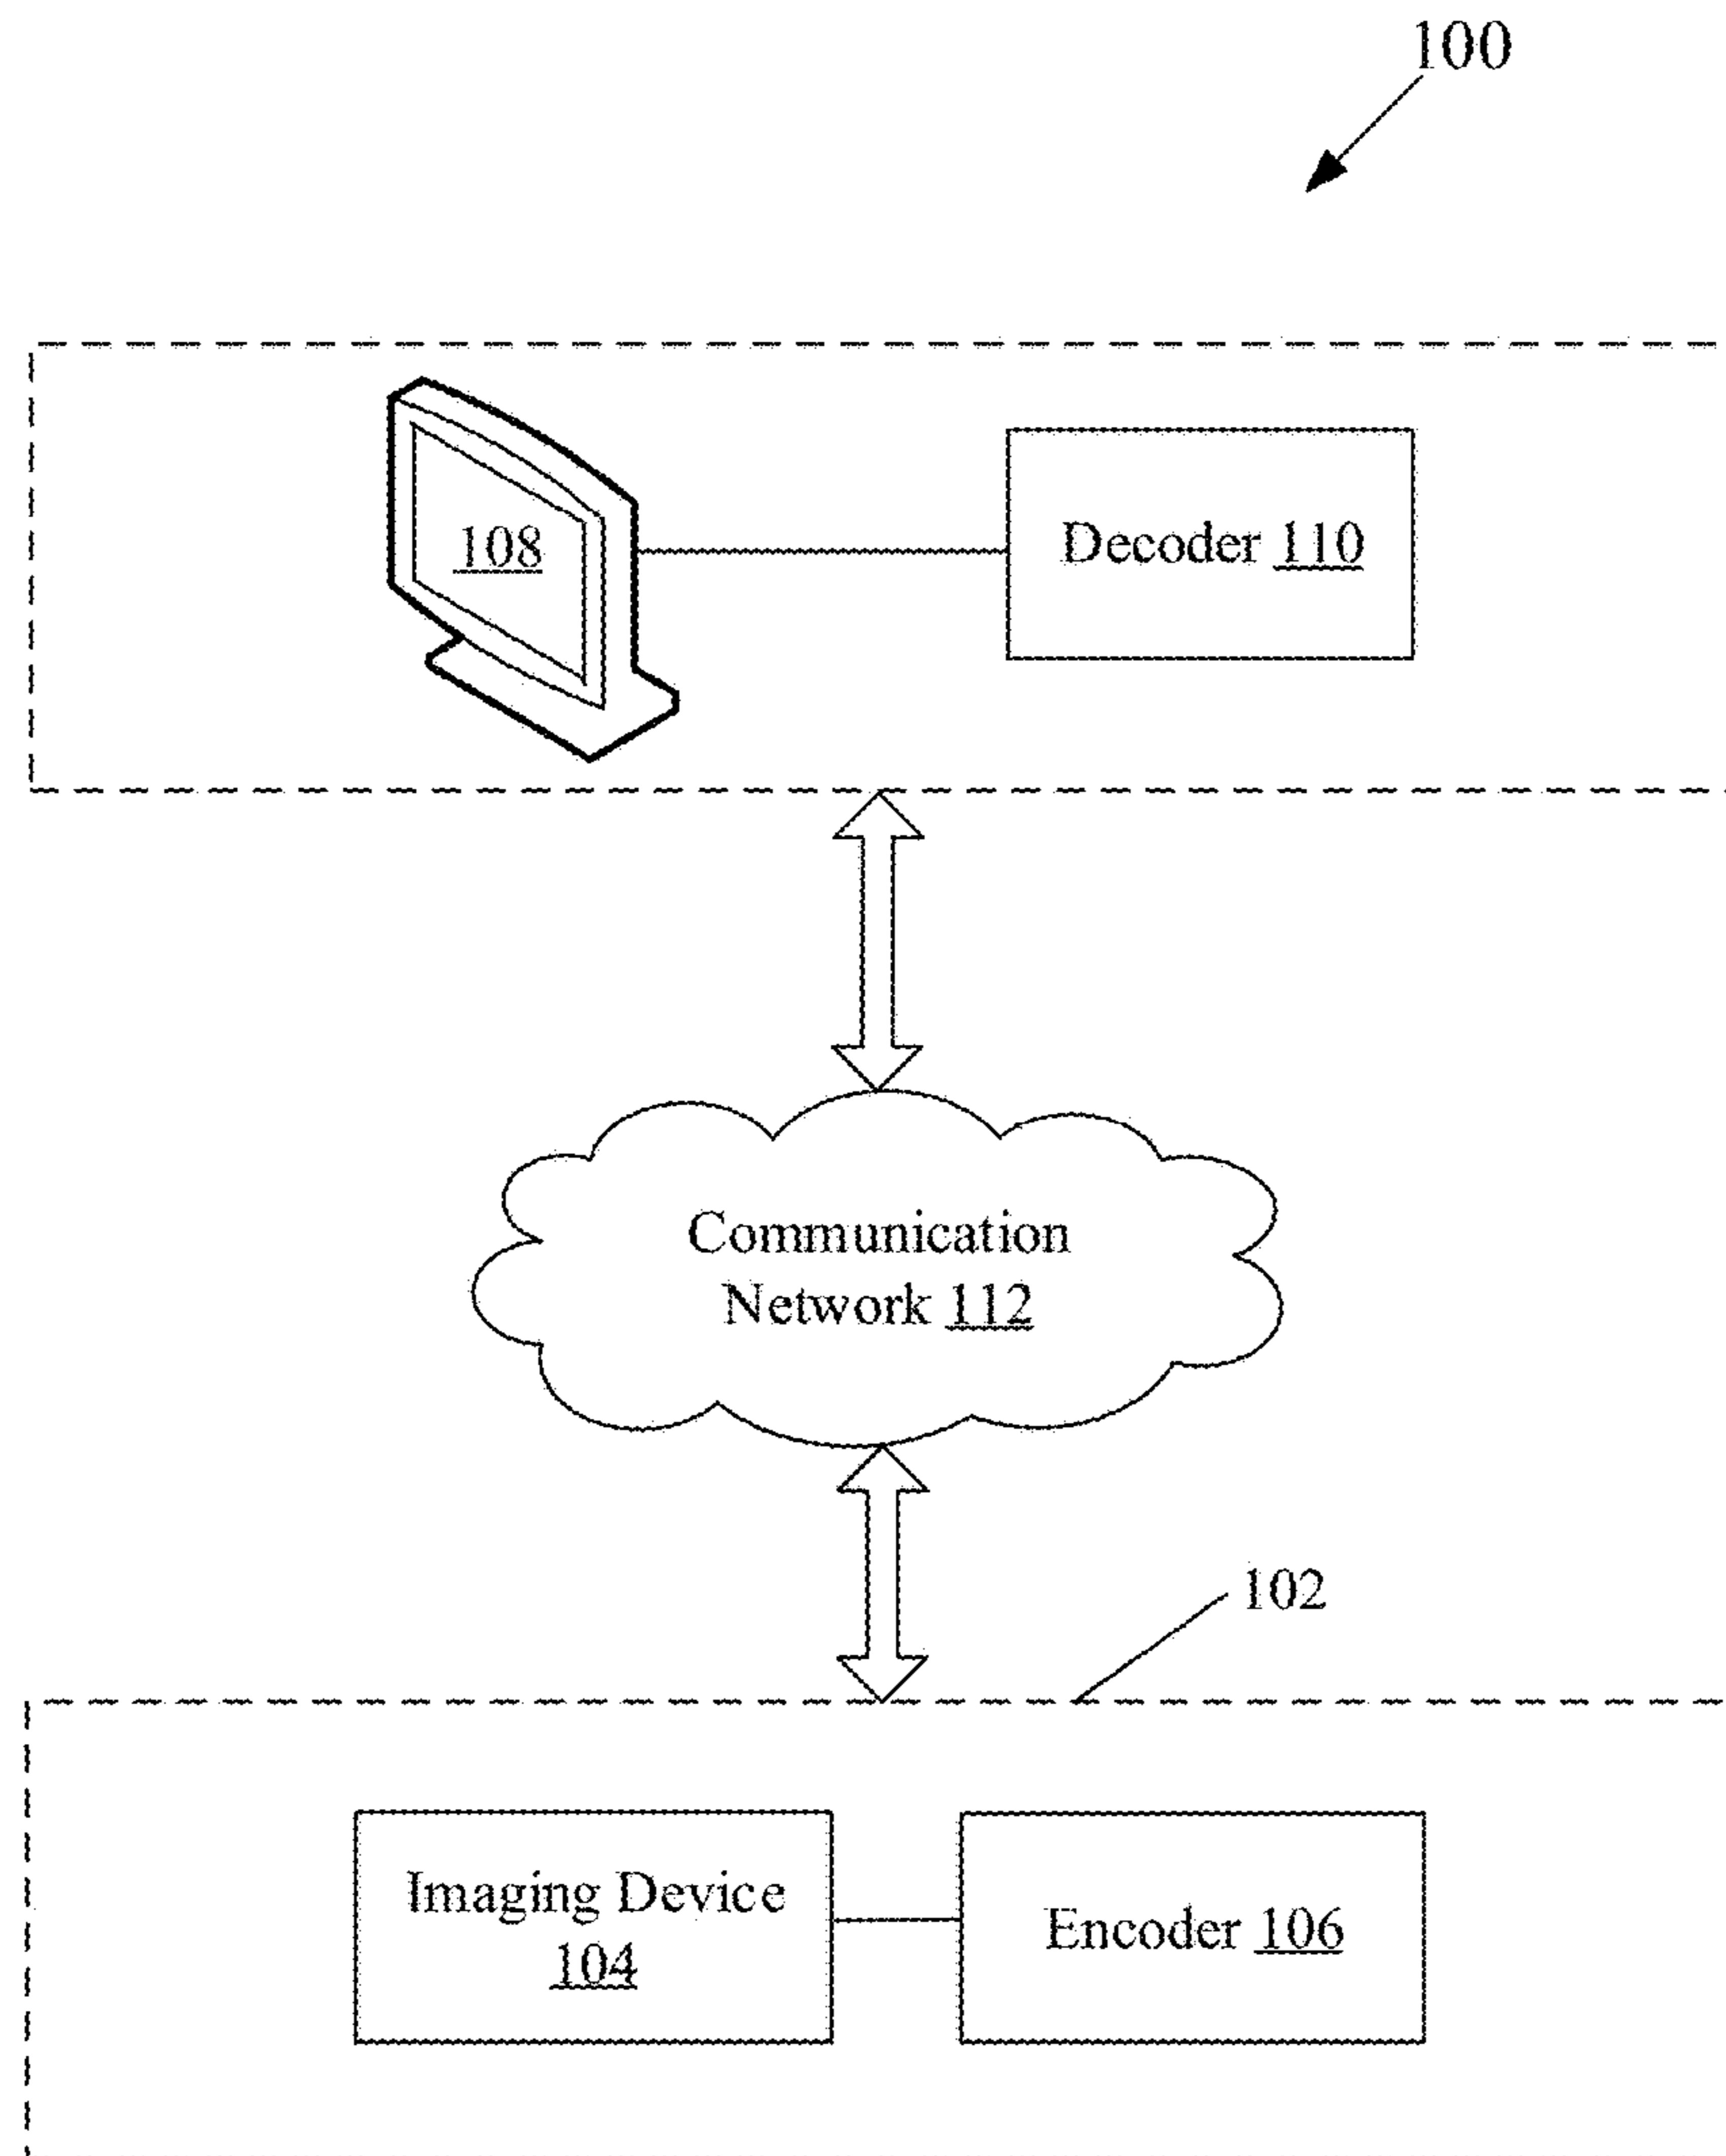 100
108
Decoder 110
Communication
Network 112
102
Imaging Device
104
Encoder 106